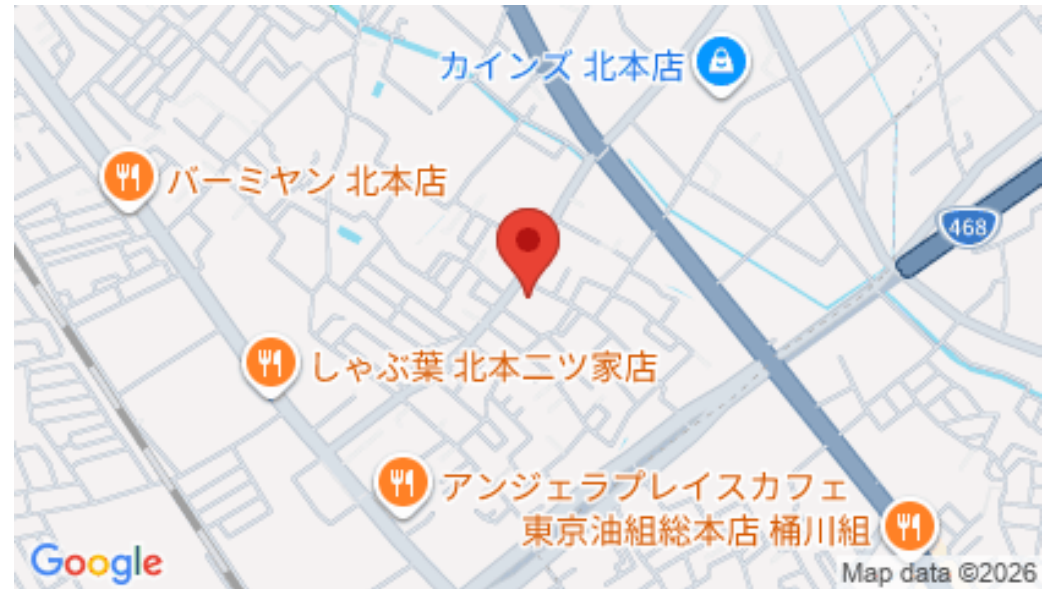 カインズ 北本店
バーミヤン 北本店
468
しゃぶ葉 北本二ツ家店
アンジェラプレイスカフェ
東京油組総本店 桶川組
Google
Map data ©2026